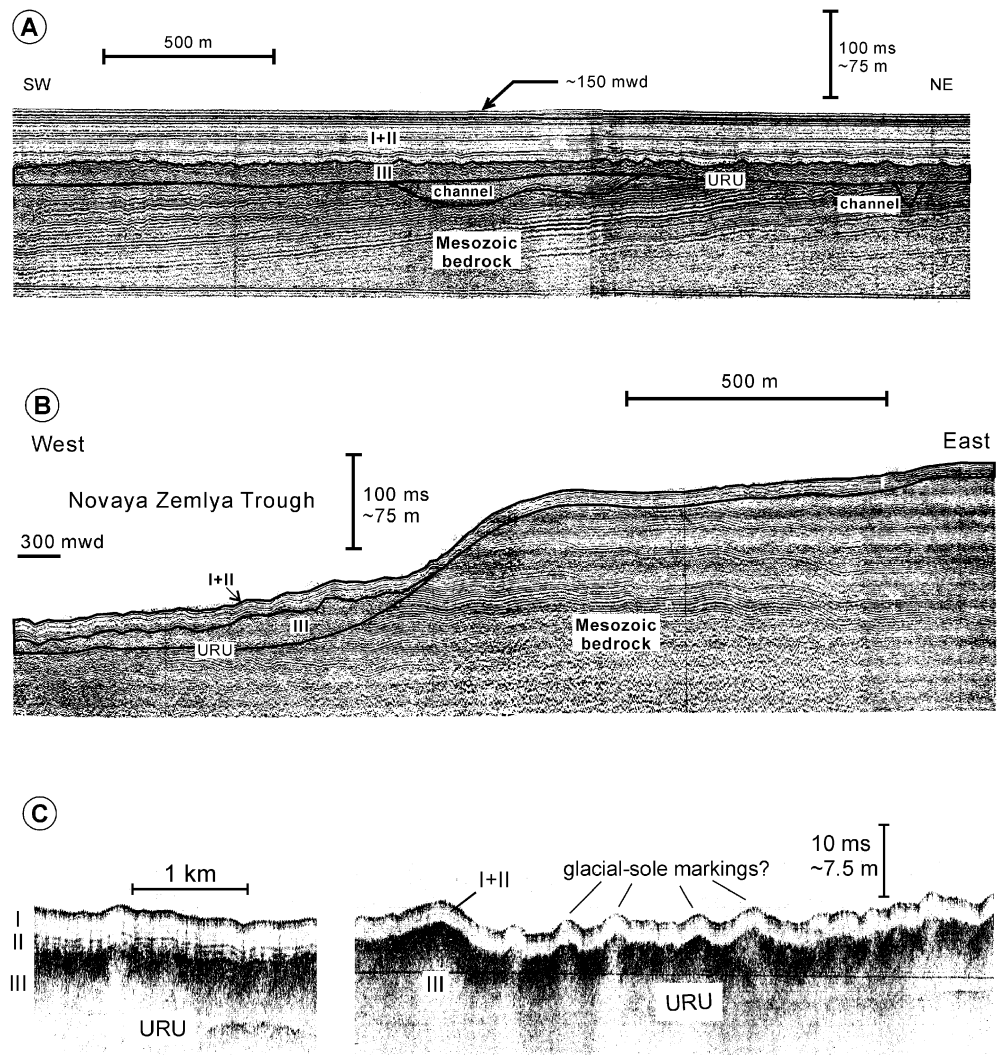 A
500 m
100 ms
~75 m
SW
~150 mwd
NE
I+II
III
channel
URU
channel
Mesozoic
bedrock
B
500 m
West
East
Novaya Zemlya Trough
100 ms
~75 m
300 mwd
I+II
I
III
URU
Mesozoic
bedrock
C
1 km
I+II
glacial-sole markings?
10 ms
~7.5 m
I
II
III
III
URU
URU